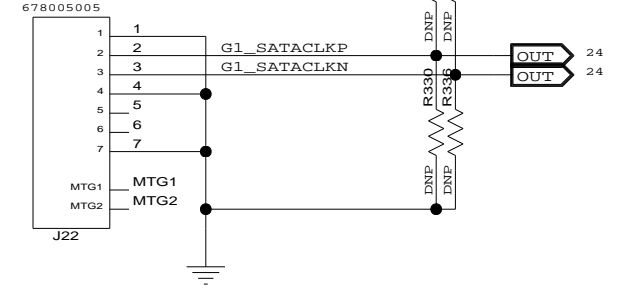 678005005
1 1
2 2 G1_SATACLKP OUT 24
3 3 G1_SATACLKN OUT 24
4 4
5 5
6 6
7 7
MTG1 MTG1
MTG2 MTG2
J22
DNP DNP
R330 R336
DNP DNP